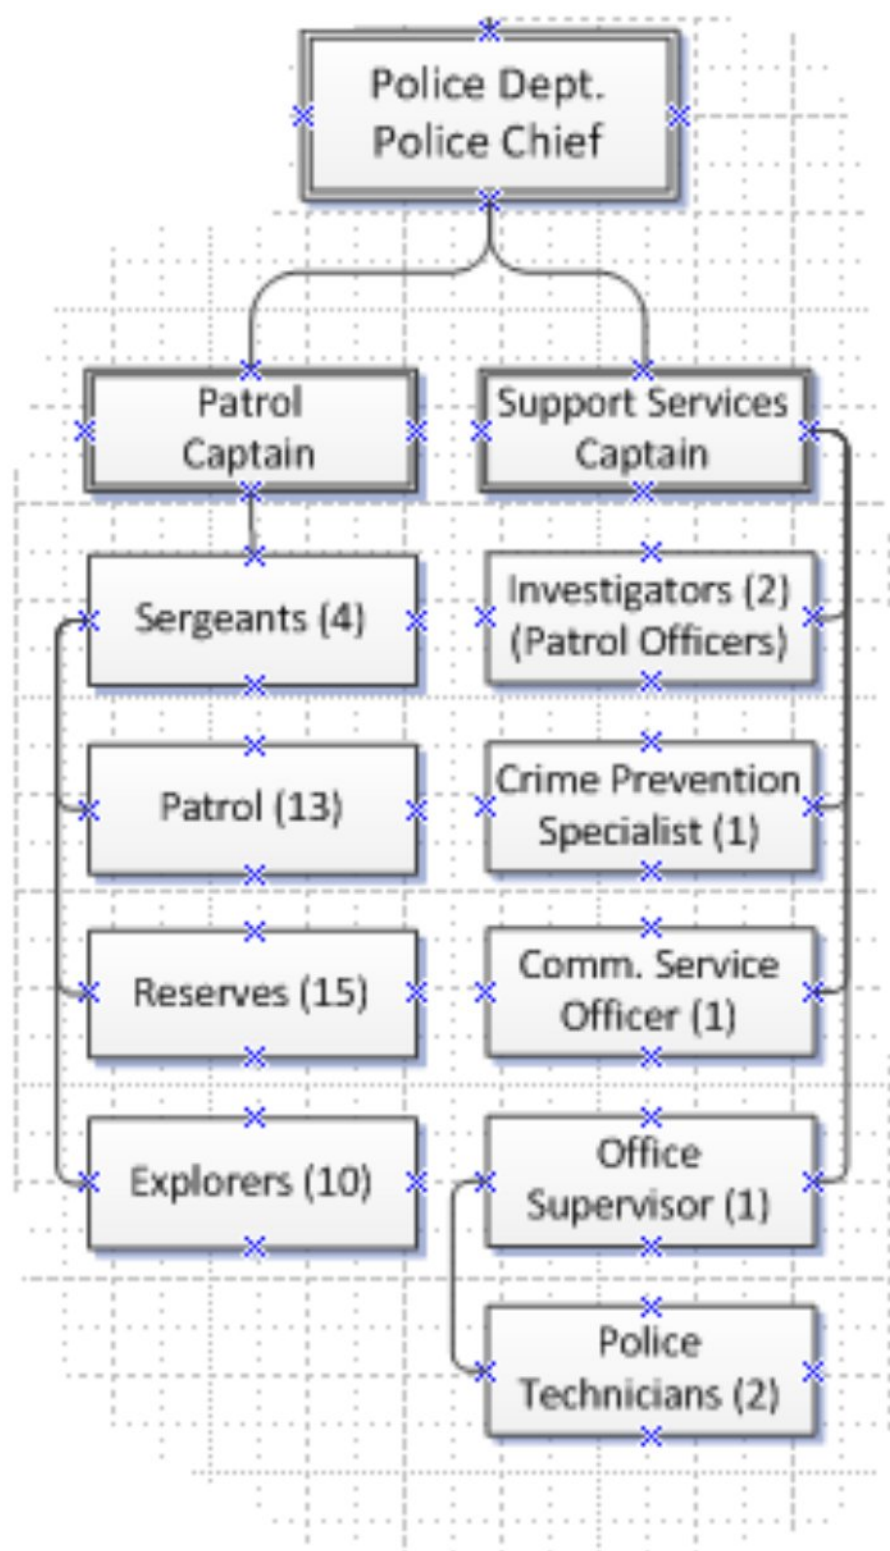 Police Dept.
Police Chief
Patrol
Captain
Support Services
Captain
Sergeants (4)
Investigators (2)
(Patrol Officers)
Patrol (13)
Crime Prevention
Specialist (1)
Reserves (15)
Comm. Service
Officer (1)
Explorers (10)
Office
Supervisor (1)
Police
Technicians (2)